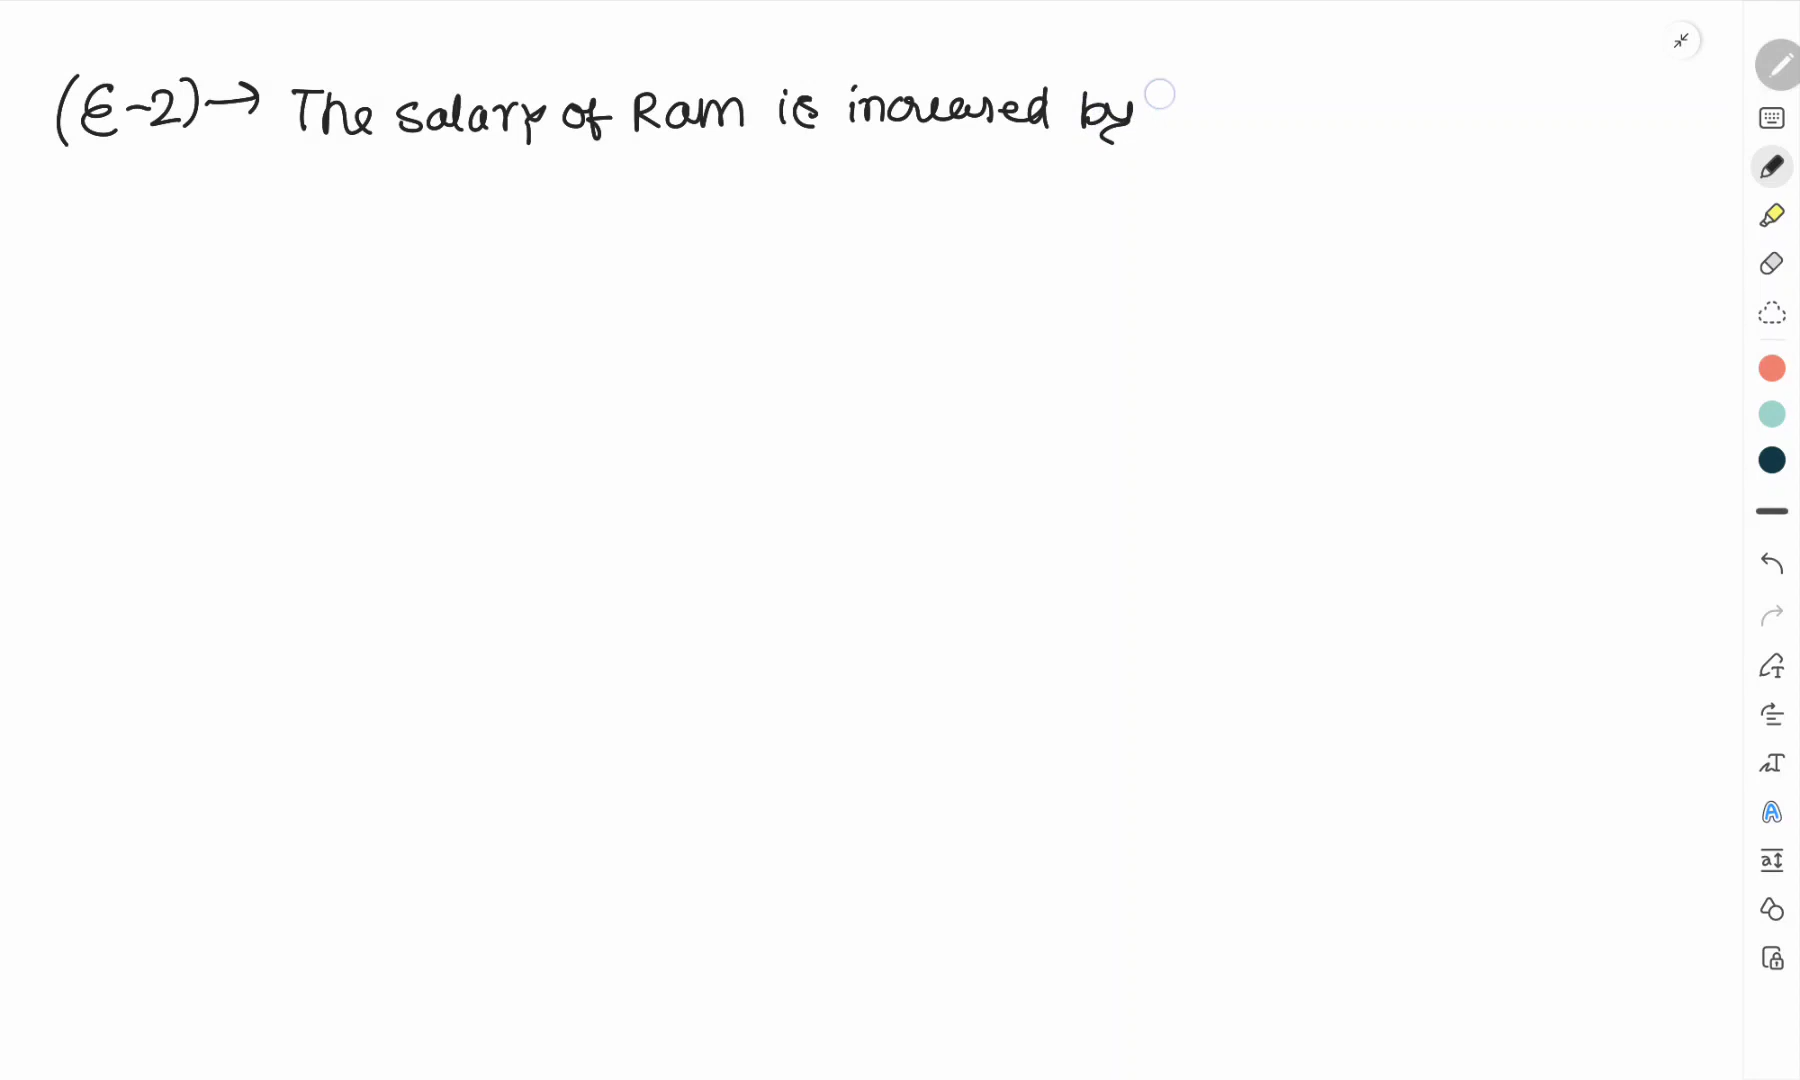 (E-2)→ The salary of Ram is increased by